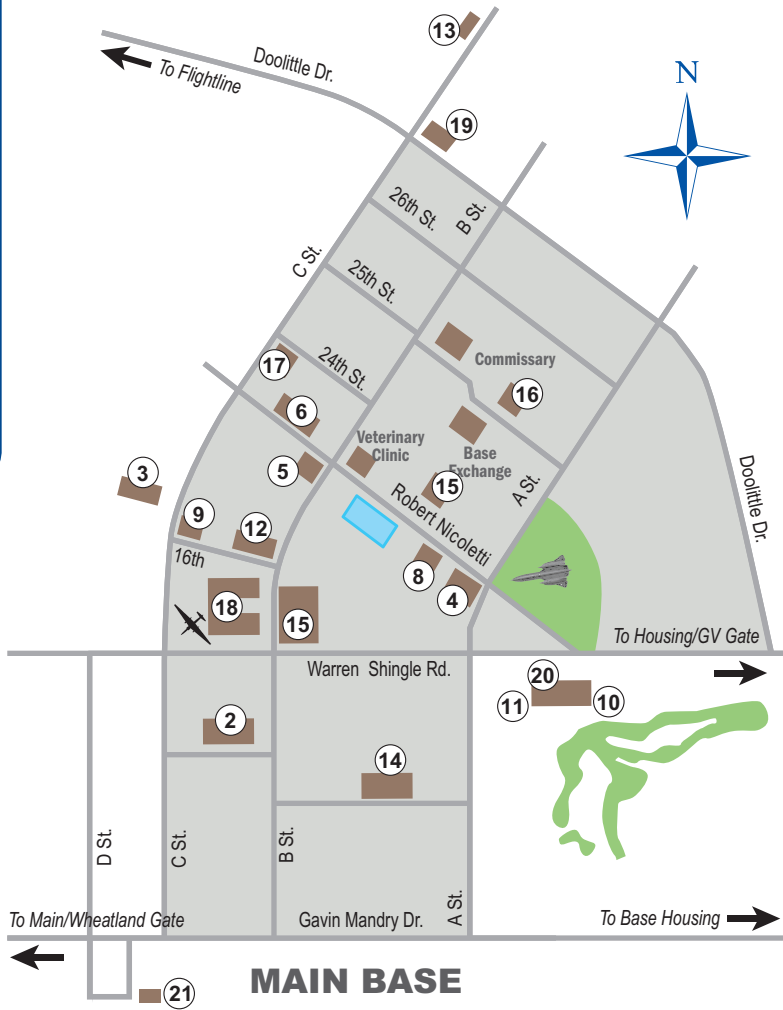 13
Doolittle Dr.
To Flightline
N
19
26th St.
B St.
C St.
25th St.
17
24th St.
Commissary
16
6
Veterinary
Clinic
Base
Exchange
5
3
15
A St.
Doolittle Dr.
Robert Nicoletti
9
12
16th
8
4
18
15
To Housing/GV Gate
Warren Shingle Rd.
20
11
10
2
14
D St.
C St.
B St.
A St.
To Main/Wheatland Gate
Gavin Mandry Dr.
To Base Housing
MAIN BASE
21